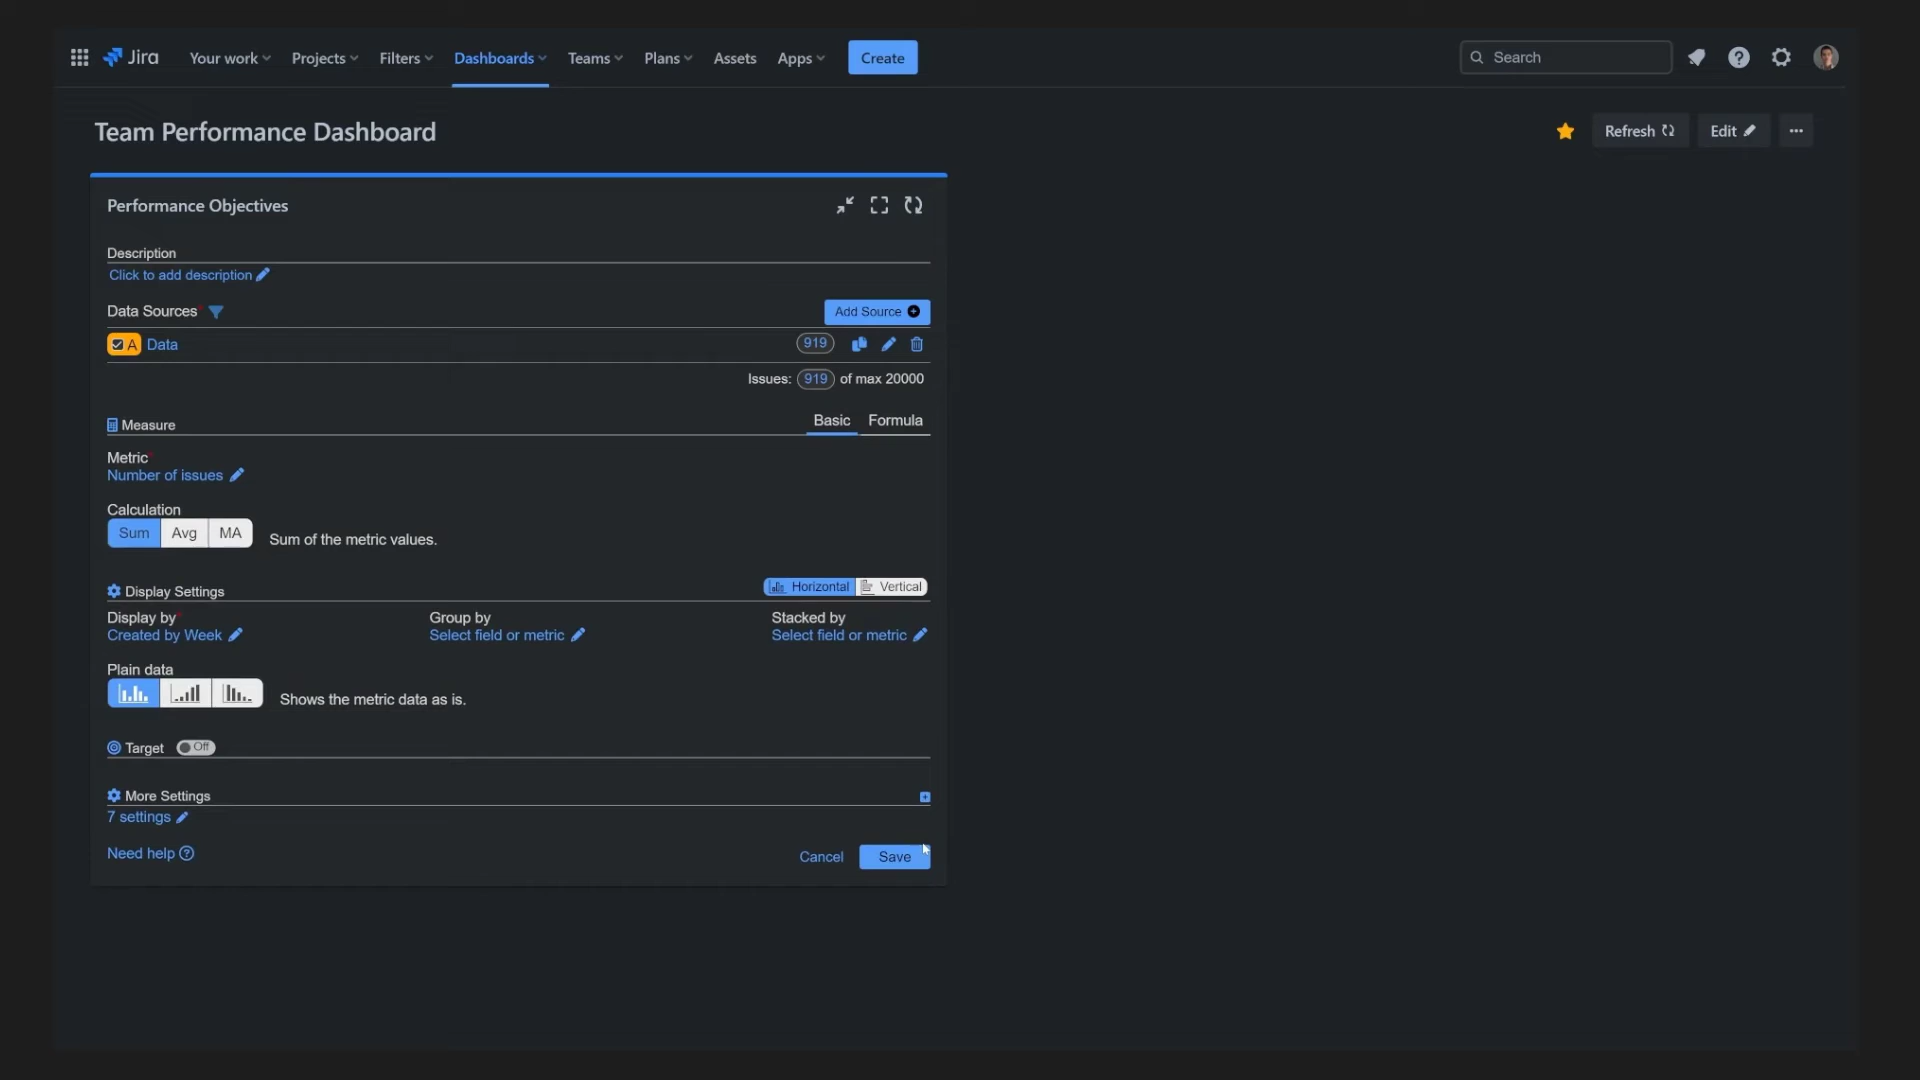 Jira Your work Projects Filters Dashboards Teams Plans Assets Apps Create Search
Team Performance Dashboard Refresh Edit
Performance Objectives
Description
Click to add description
Data Sources* Add Source
A Data 919
Issues: 919 of max 20000
Measure Basic Formula
Metric*
Number of issues
Calculation
Sum Avg MA Sum of the metric values.
Display Settings Horizontal Vertical
Display by* Group by Stacked by
Created by Week Select field or metric Select field or metric
Plain data
Shows the metric data as is.
Target Off
More Settings
7 settings
Need help Cancel Save